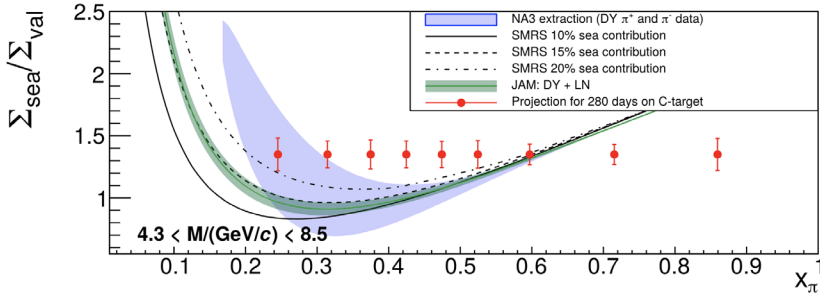 Σsea/Σval
2.5
2
1.5
1
NA3 extraction (DY π⁺ and π⁻ data)
SMRS 10% sea contribution
SMRS 15% sea contribution
SMRS 20% sea contribution
JAM: DY + LN
Projection for 280 days on C-target
4.3 < M/(GeV/c) < 8.5
0.1 0.2 0.3 0.4 0.5 0.6 0.7 0.8 0.9 1
xπ